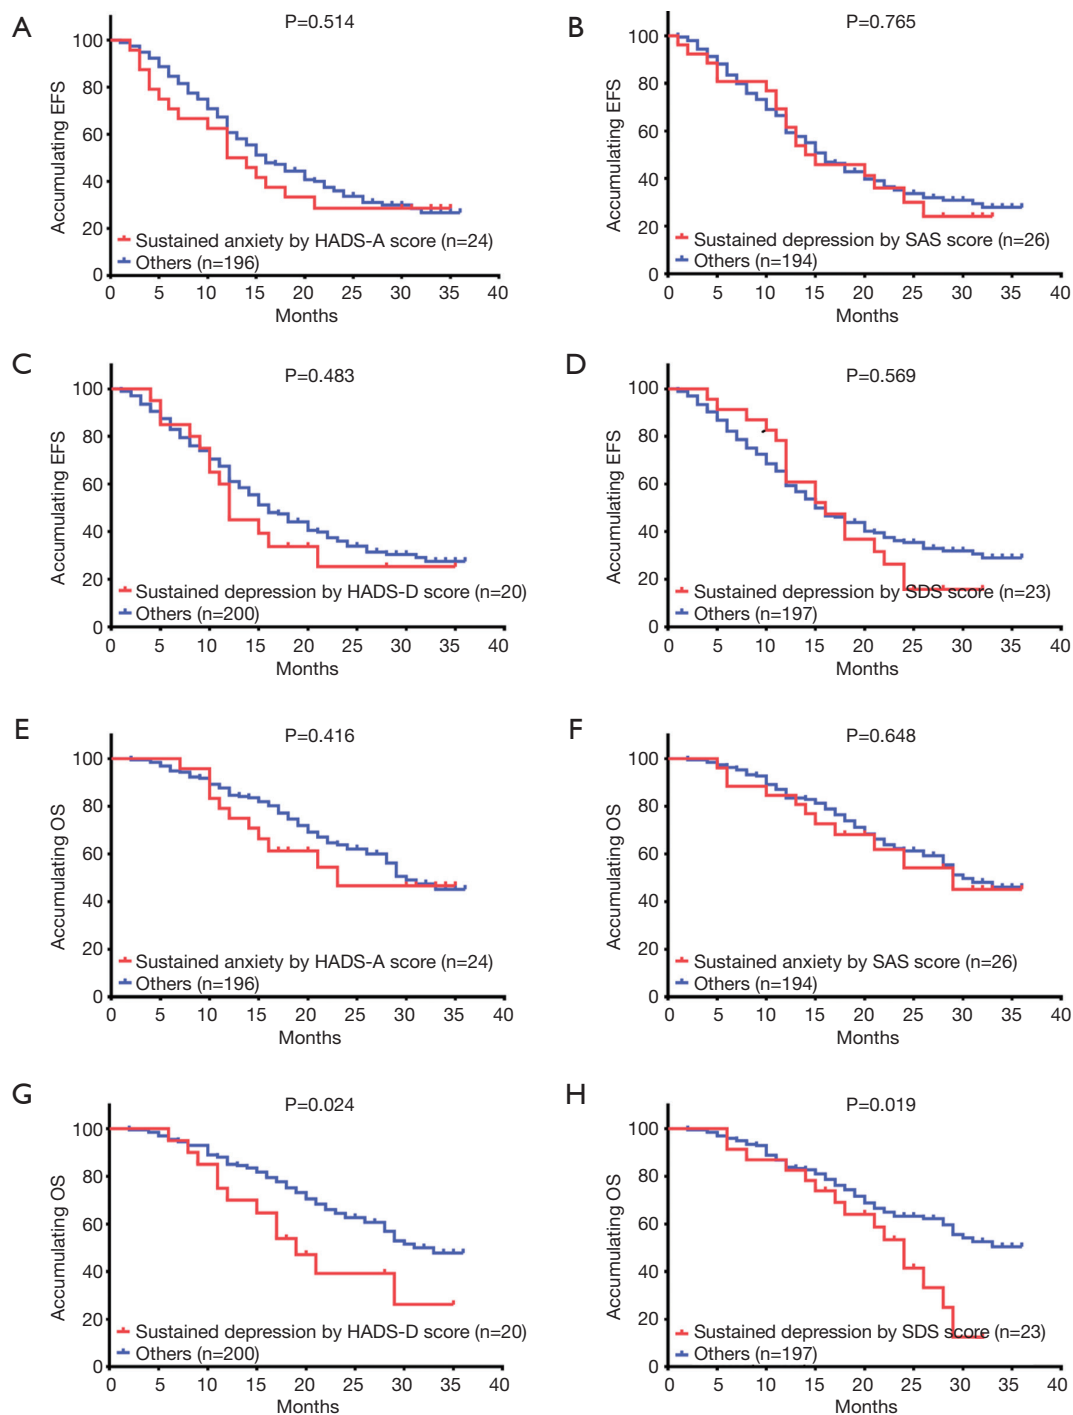 A
P=0.514
Accumulating EFS
100
80
60
40
20
0
Sustained anxiety by HADS-A score (n=24)
Others (n=196)
0 5 10 15 20 25 30 35 40
Months
B
P=0.765
Accumulating EFS
100
80
60
40
20
0
Sustained depression by SAS score (n=26)
Others (n=194)
0 5 10 15 20 25 30 35 40
Months
C
P=0.483
Accumulating EFS
100
80
60
40
20
0
Sustained depression by HADS-D score (n=20)
Others (n=200)
0 5 10 15 20 25 30 35 40
Months
D
P=0.569
Accumulating EFS
100
80
60
40
20
0
Sustained depression by SDS score (n=23)
Others (n=197)
0 5 10 15 20 25 30 35 40
Months
E
P=0.416
Accumulating OS
100
80
60
40
20
0
Sustained anxiety by HADS-A score (n=24)
Others (n=196)
0 5 10 15 20 25 30 35 40
Months
F
P=0.648
Accumulating OS
100
80
60
40
20
0
Sustained anxiety by SAS score (n=26)
Others (n=194)
0 5 10 15 20 25 30 35 40
Months
G
P=0.024
Accumulating OS
100
80
60
40
20
0
Sustained depression by HADS-D score (n=20)
Others (n=200)
0 5 10 15 20 25 30 35 40
Months
H
P=0.019
Accumulating OS
100
80
60
40
20
0
Sustained depression by SDS score (n=23)
Others (n=197)
0 5 10 15 20 25 30 35 40
Months